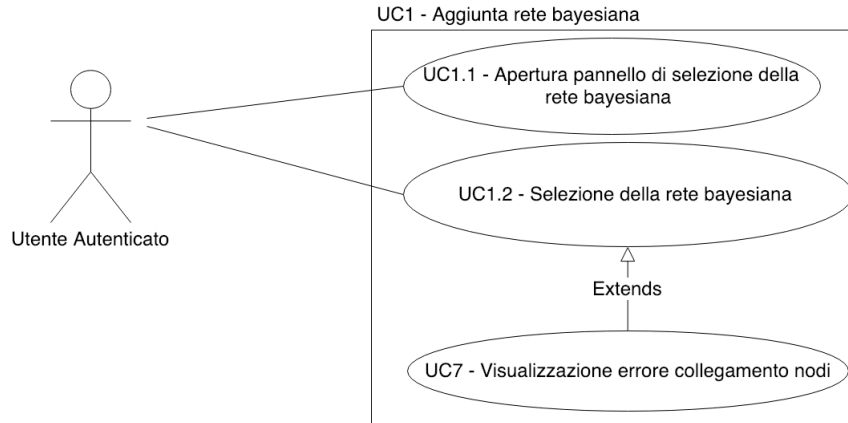 UC1 - Aggiunta rete bayesiana
UC1.1 - Apertura pannello di selezione della
rete bayesiana
UC1.2 - Selezione della rete bayesiana
Utente Autenticato
Extends
UC7 - Visualizzazione errore collegamento nodi